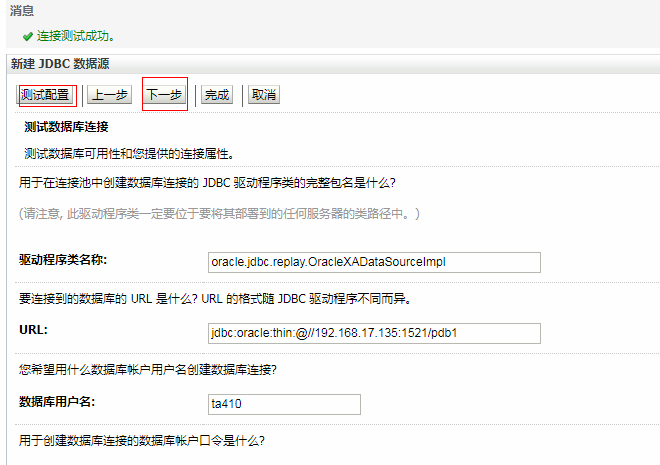 消息
连接测试成功。
新建 JDBC 数据源
测试配置 上一步 下一步 完成 取消
测试数据库连接
测试数据库可用性和您提供的连接属性。
用于在连接池中创建数据库连接的 JDBC 驱动程序类的完整包名是什么?
(请注意, 此驱动程序类一定要位于要将其部署到的任何服务器的类路径中。)
驱动程序类名称: oracle.jdbc.replay.OracleXADataSourceImpl
要连接到的数据库的 URL 是什么? URL 的格式随 JDBC 驱动程序不同而异。
URL: jdbc:oracle:thin:@//192.168.17.135:1521/pdb1
您希望用什么数据库帐户用户名创建数据库连接?
数据库用户名: ta410
用于创建数据库连接的数据库帐户口令是什么?